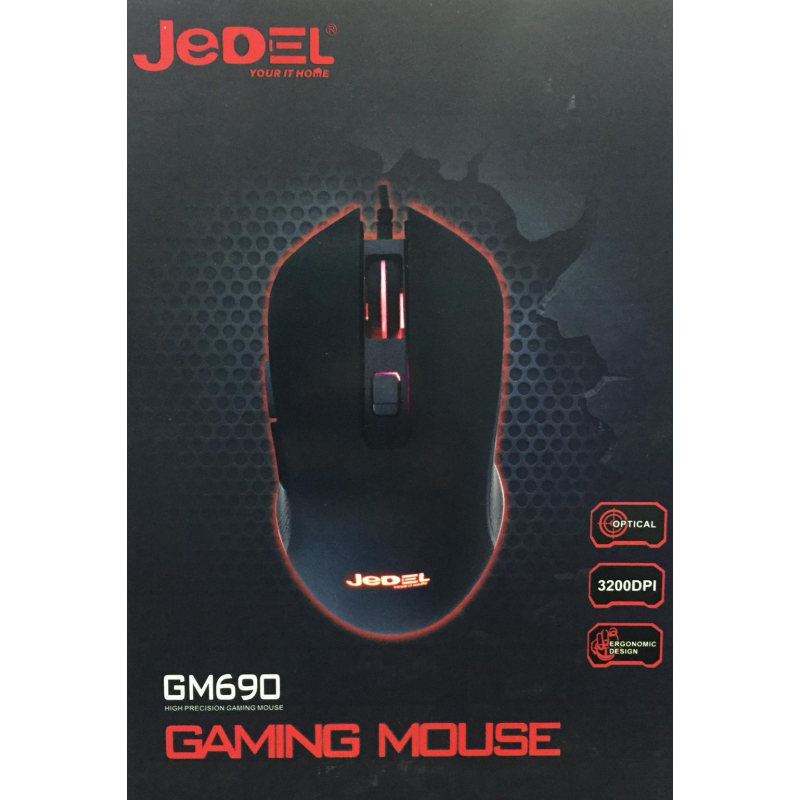 JEDEL®
YOUR IT HOME
JEDEL
OPTICAL
3200DPI
ERGONOMIC
DESIGN
GM690
HIGH PRECISION GAMING MOUSE
GAMING MOUSE